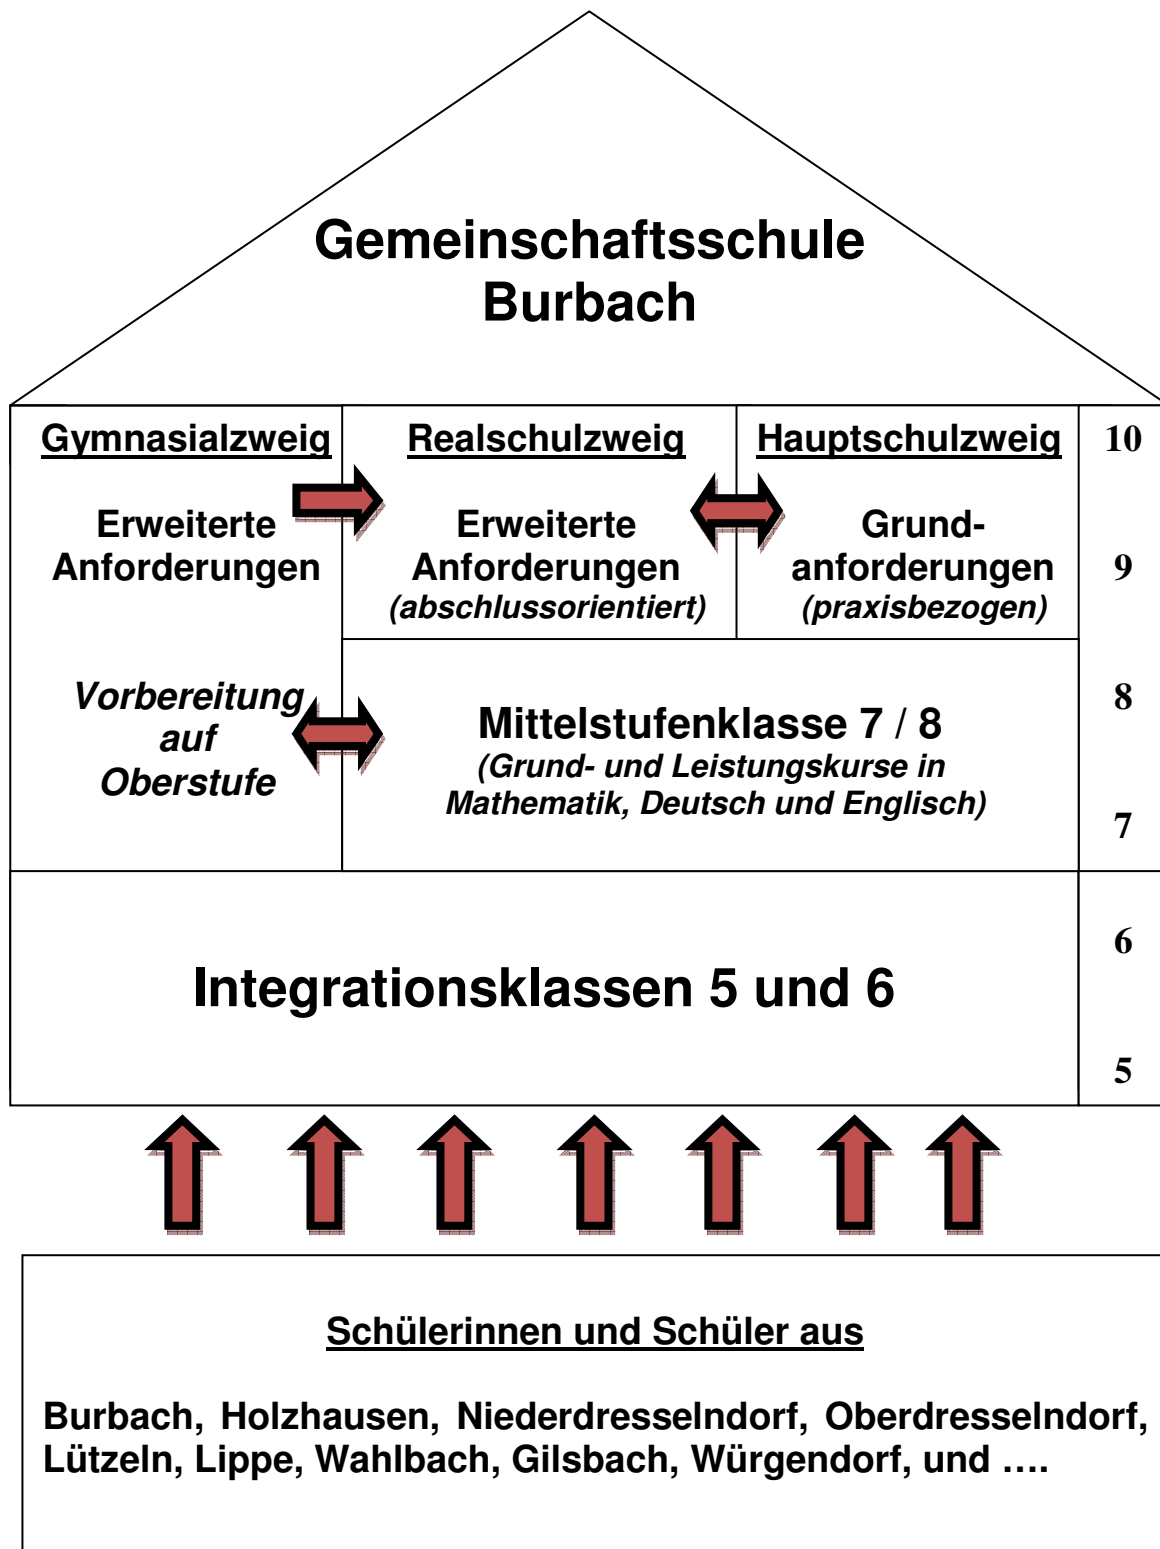 Gemeinschaftsschule
Burbach
Gymnasialzweig
Erweiterte
Anforderungen
Vorbereitung
auf
Oberstufe
Realschulzweig
Erweiterte
Anforderungen
(abschlussorientiert)
Hauptschulzweig
Grund-
anforderungen
(praxisbezogen)
Mittelstufenklasse 7 / 8
(Grund- und Leistungskurse in
Mathematik, Deutsch und Englisch)
10
9
8
7
Integrationsklassen 5 und 6
6
5
Schülerinnen und Schüler aus
Burbach, Holzhausen, Niederdresselndorf, Oberdresselndorf,
Lützeln, Lippe, Wahlbach, Gilsbach, Würgendorf, und ….